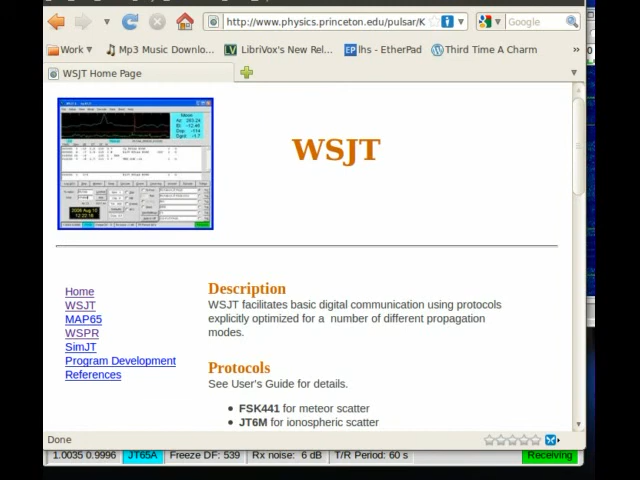 http://www.physics.princeton.edu/pulsar/K
Google
Work
Mp3 Music Downlo...
LibriVox's New Rel...
lhs - EtherPad
Third Time A Charm
»
WSJT Home Page
WSJT
Home
WSJT
MAP65
WSPR
SimJT
Program Development
References
Description
WSJT facilitates basic digital communication using protocols
explicitly optimized for a number of different propagation
modes.
Protocols
See User's Guide for details.
• FSK441 for meteor scatter
• JT6M for ionospheric scatter
Done
1.0035 0.9996 JT65A Freeze DF: 539 Rx noise: 6 dB T/R Period: 60 s Receiving